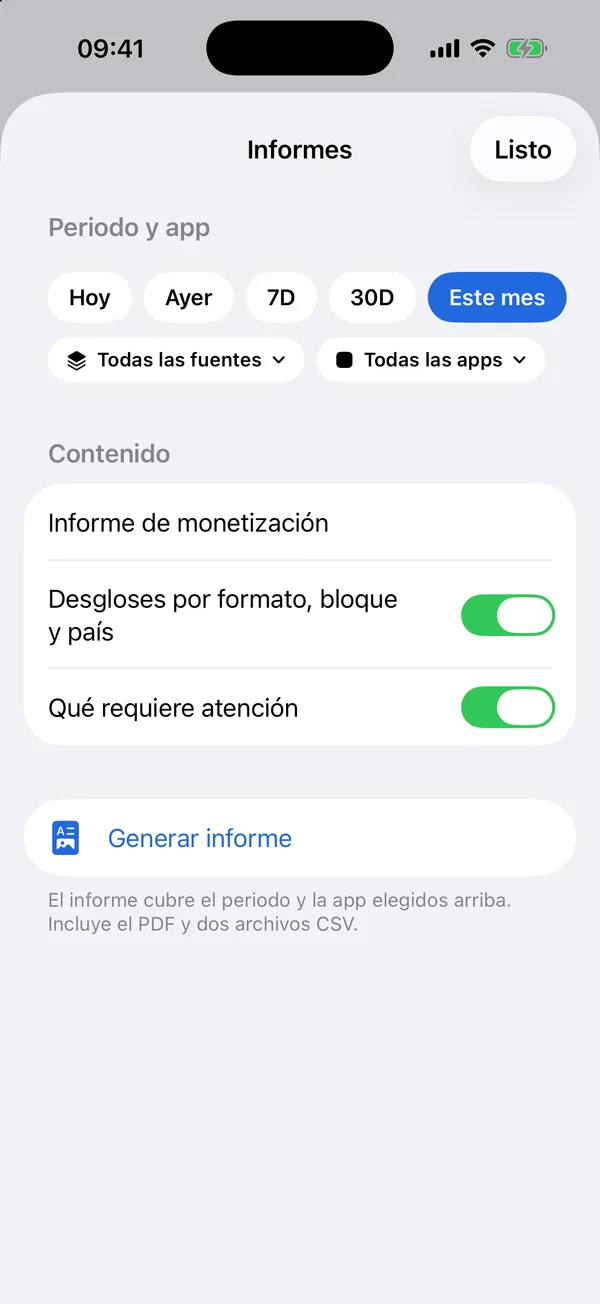 09:41
Informes
Listo
Periodo y app
Hoy
Ayer
7D
30D
Este mes
Todas las fuentes
Todas las apps
Contenido
Informe de monetización
Desgloses por formato, bloque
y país
Qué requiere atención
Generar informe
El informe cubre el periodo y la app elegidos arriba.
Incluye el PDF y dos archivos CSV.